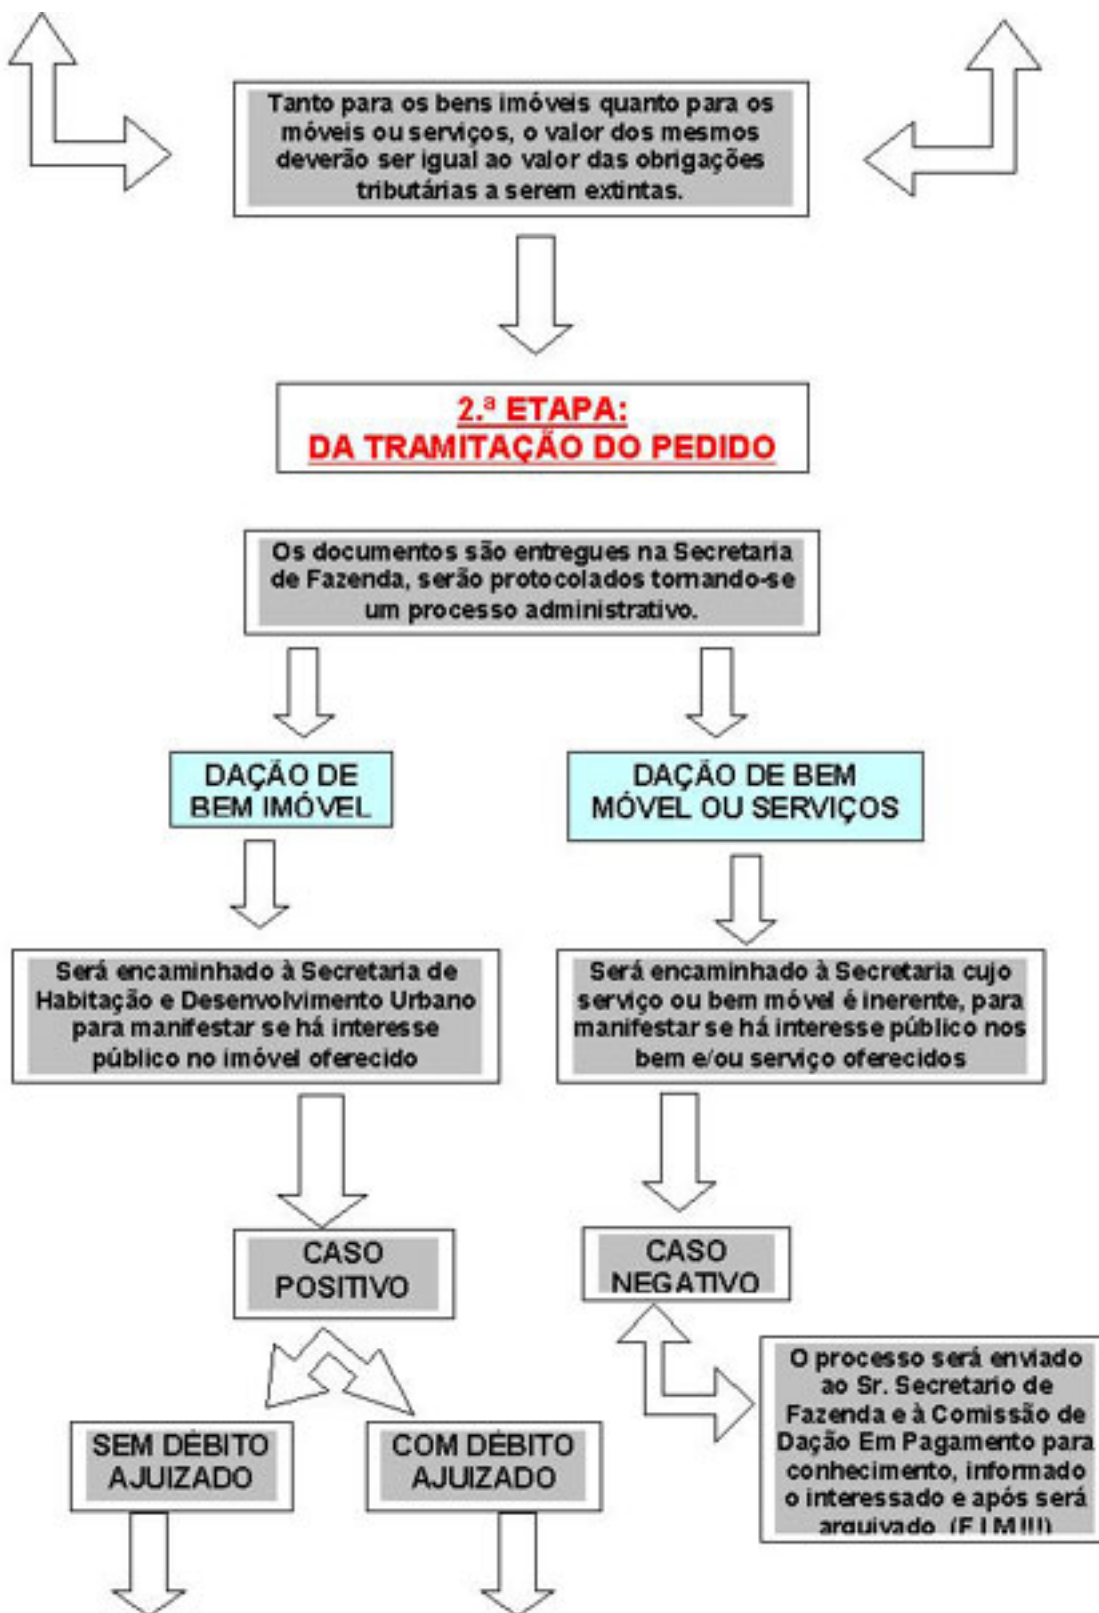 Tanto para os bens imóveis quanto para os
móveis ou serviços, o valor dos mesmos
deverão ser igual ao valor das obrigações
tributárias a serem extintas.
2.ª ETAPA:
DA TRAMITAÇÃO DO PEDIDO
Os documentos são entregues na Secretaria
de Fazenda, serão protocolados tornando-se
um processo administrativo.
DAÇÃO DE
BEM IMÓVEL
DAÇÃO DE BEM
MÓVEL OU SERVIÇOS
Será encaminhado à Secretaria de
Habitação e Desenvolvimento Urbano
para manifestar se há interesse
público no imóvel oferecido
Será encaminhado à Secretaria cujo
serviço ou bem móvel é inerente, para
manifestar se há interesse público nos
bem e/ou serviço oferecidos
CASO
POSITIVO
CASO
NEGATIVO
SEM DÉBITO
AJUIZADO
COM DÉBITO
AJUIZADO
O processo será enviado
ao Sr. Secretario de
Fazenda e à Comissão de
Dação Em Pagamento para
conhecimento, informado
o interessado e após será
arquivado. (F I M !!!)